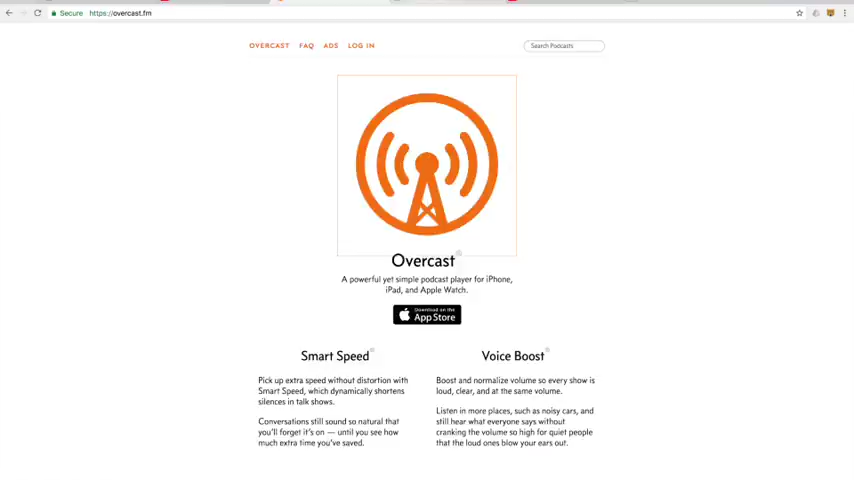 Secure https://overcast.fm
OVERCAST FAQ ADS LOG IN Search Podcasts
Overcast
A powerful yet simple podcast player for iPhone,
iPad, and Apple Watch.
Download on the
App Store
Smart Speed
Pick up extra speed without distortion with
Smart Speed, which dynamically shortens
silences in talk shows.
Conversations still sound so natural that
you'll forget it's on — until you see how
much extra time you've saved.
Voice Boost
Boost and normalize volume so every show is
loud, clear, and at the same volume.
Listen in more places, such as noisy cars, and
still hear what everyone says without
cranking the volume so high for quiet people
that the loud ones blow your ears out.